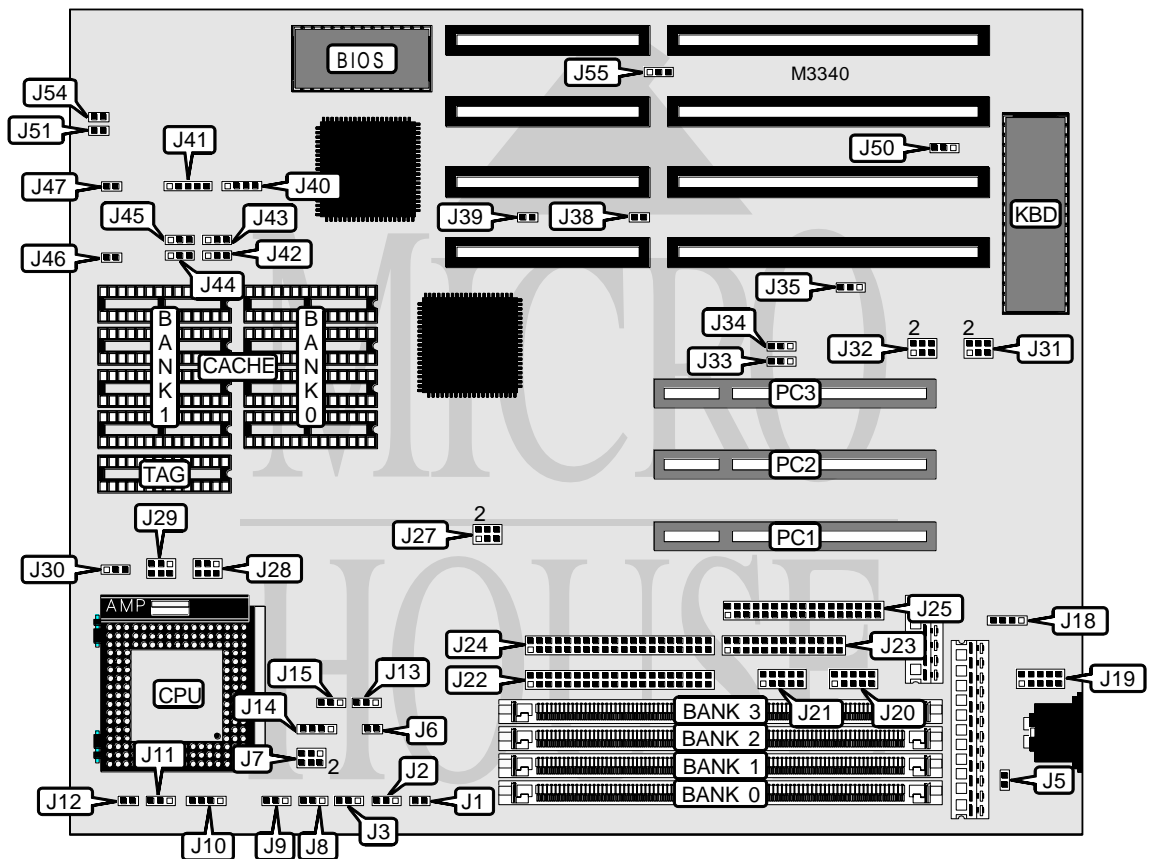 BIOS
J55
M3340
J54
J51
J41
J50
J47
J40
J39
J38
KBD
J45
J43
J46
J42
J44
J35
BANK 1
BANK 0
CACHE
J34
J33
2
J32
2
J31
PC3
TAG
PC2
J29
2
J27
PC1
J30
J28
AMP
J25
J18
J24
J23
CPU
J15
J13
J22
J19
J14
J6
J21
J20
BANK 3
J11
J7
2
BANK 2
J2
BANK 1
J5
J12
J1
BANK 0
J10
J9
J8
J3
MICRO
HOUSE